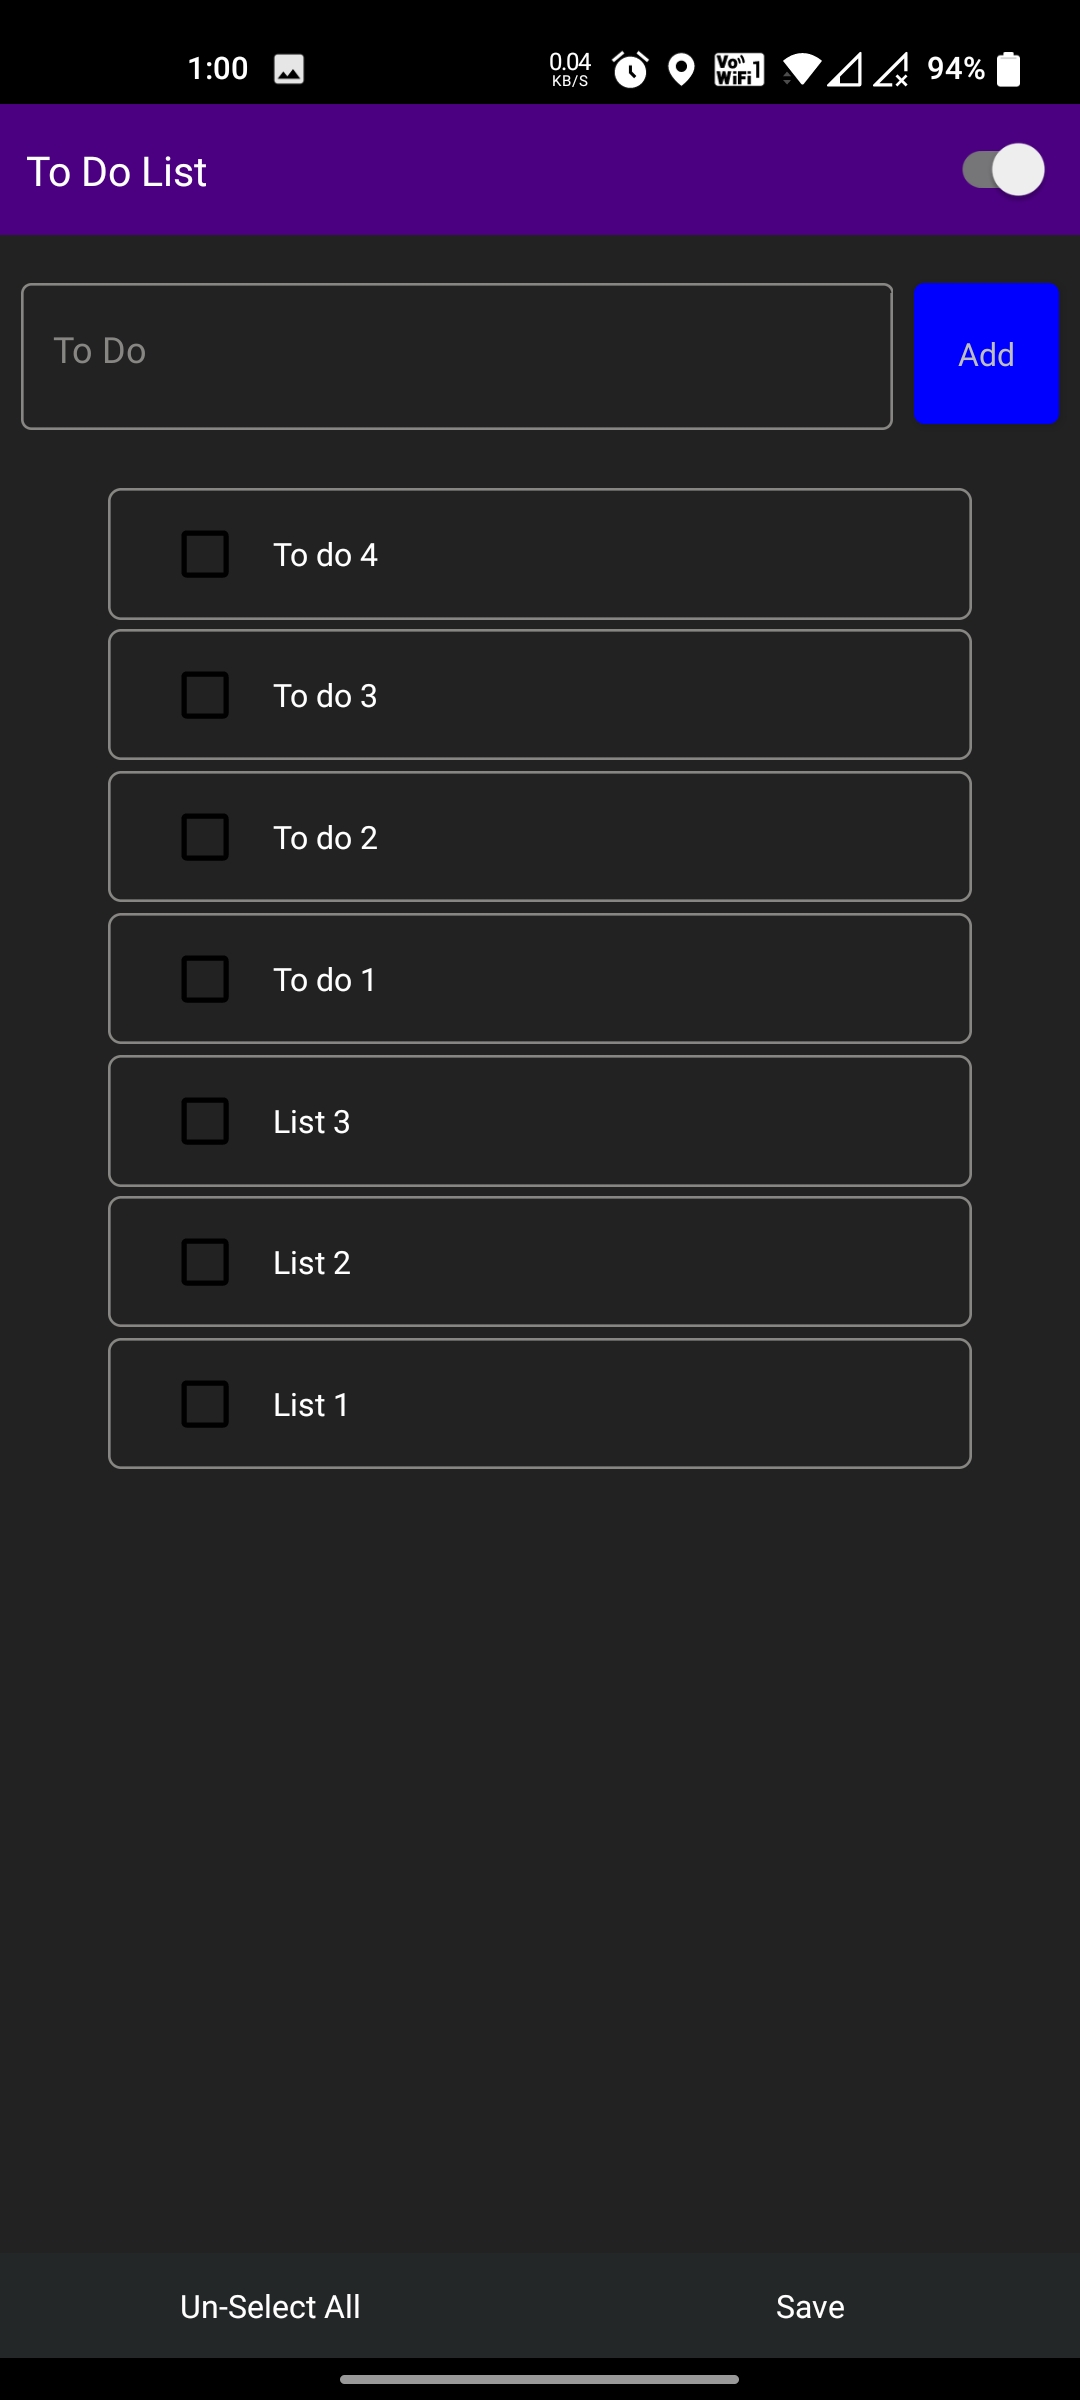 1:00 0.04 KB/S Vo WiFi 1 94%
To Do List
To Do Add
To do 4
To do 3
To do 2
To do 1
List 3
List 2
List 1
Un-Select All Save